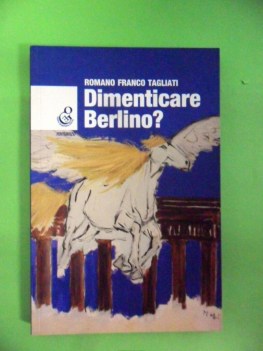 ROMANO FRANCO TAGLIATI
Dimenticare
Berlino?